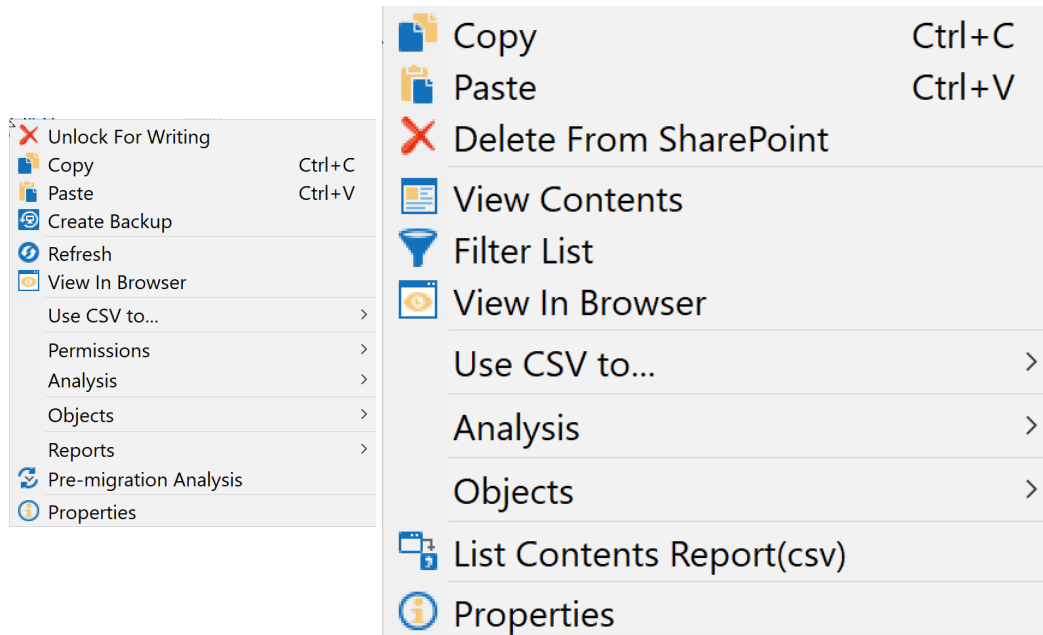 Unlock For Writing
Copy Ctrl+C
Paste Ctrl+V
Create Backup
Refresh
View In Browser
Use CSV to...
Permissions
Analysis
Objects
Reports
Pre-migration Analysis
Properties
Copy Ctrl+C
Paste Ctrl+V
Delete From SharePoint
View Contents
Filter List
View In Browser
Use CSV to...
Analysis
Objects
List Contents Report(csv)
Properties